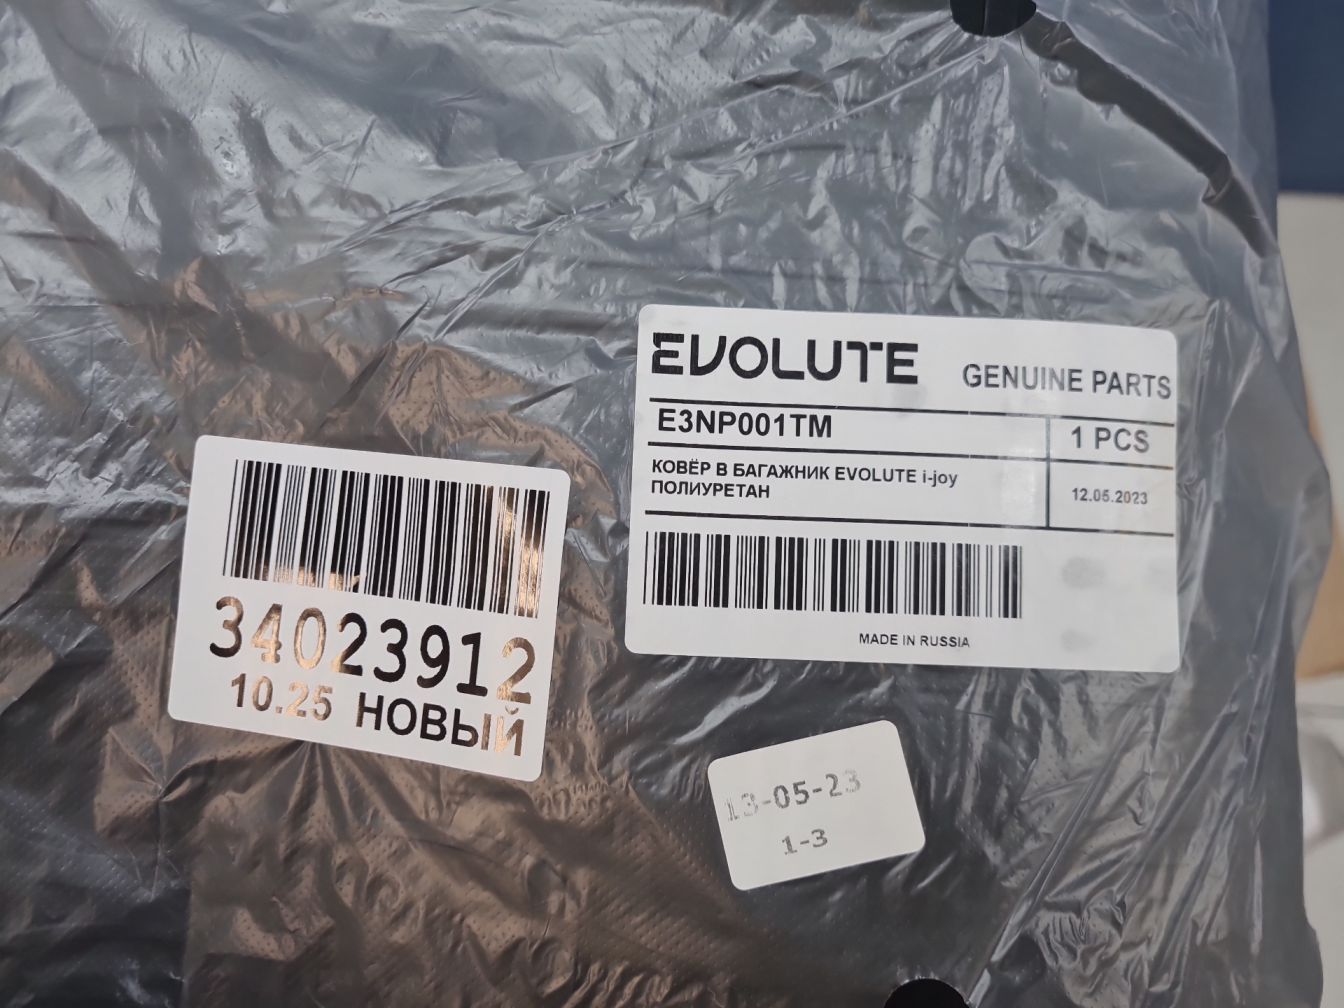 EVOLUTE GENUINE PARTS
E3NP001TM
1 PCS
КОВЁР В БАГАЖНИК EVOLUTE i-joy
ПОЛИУРЕТАН
12.05.2023
MADE IN RUSSIA
34023912
10.25 НОВЫЙ
13-05-23
1-3